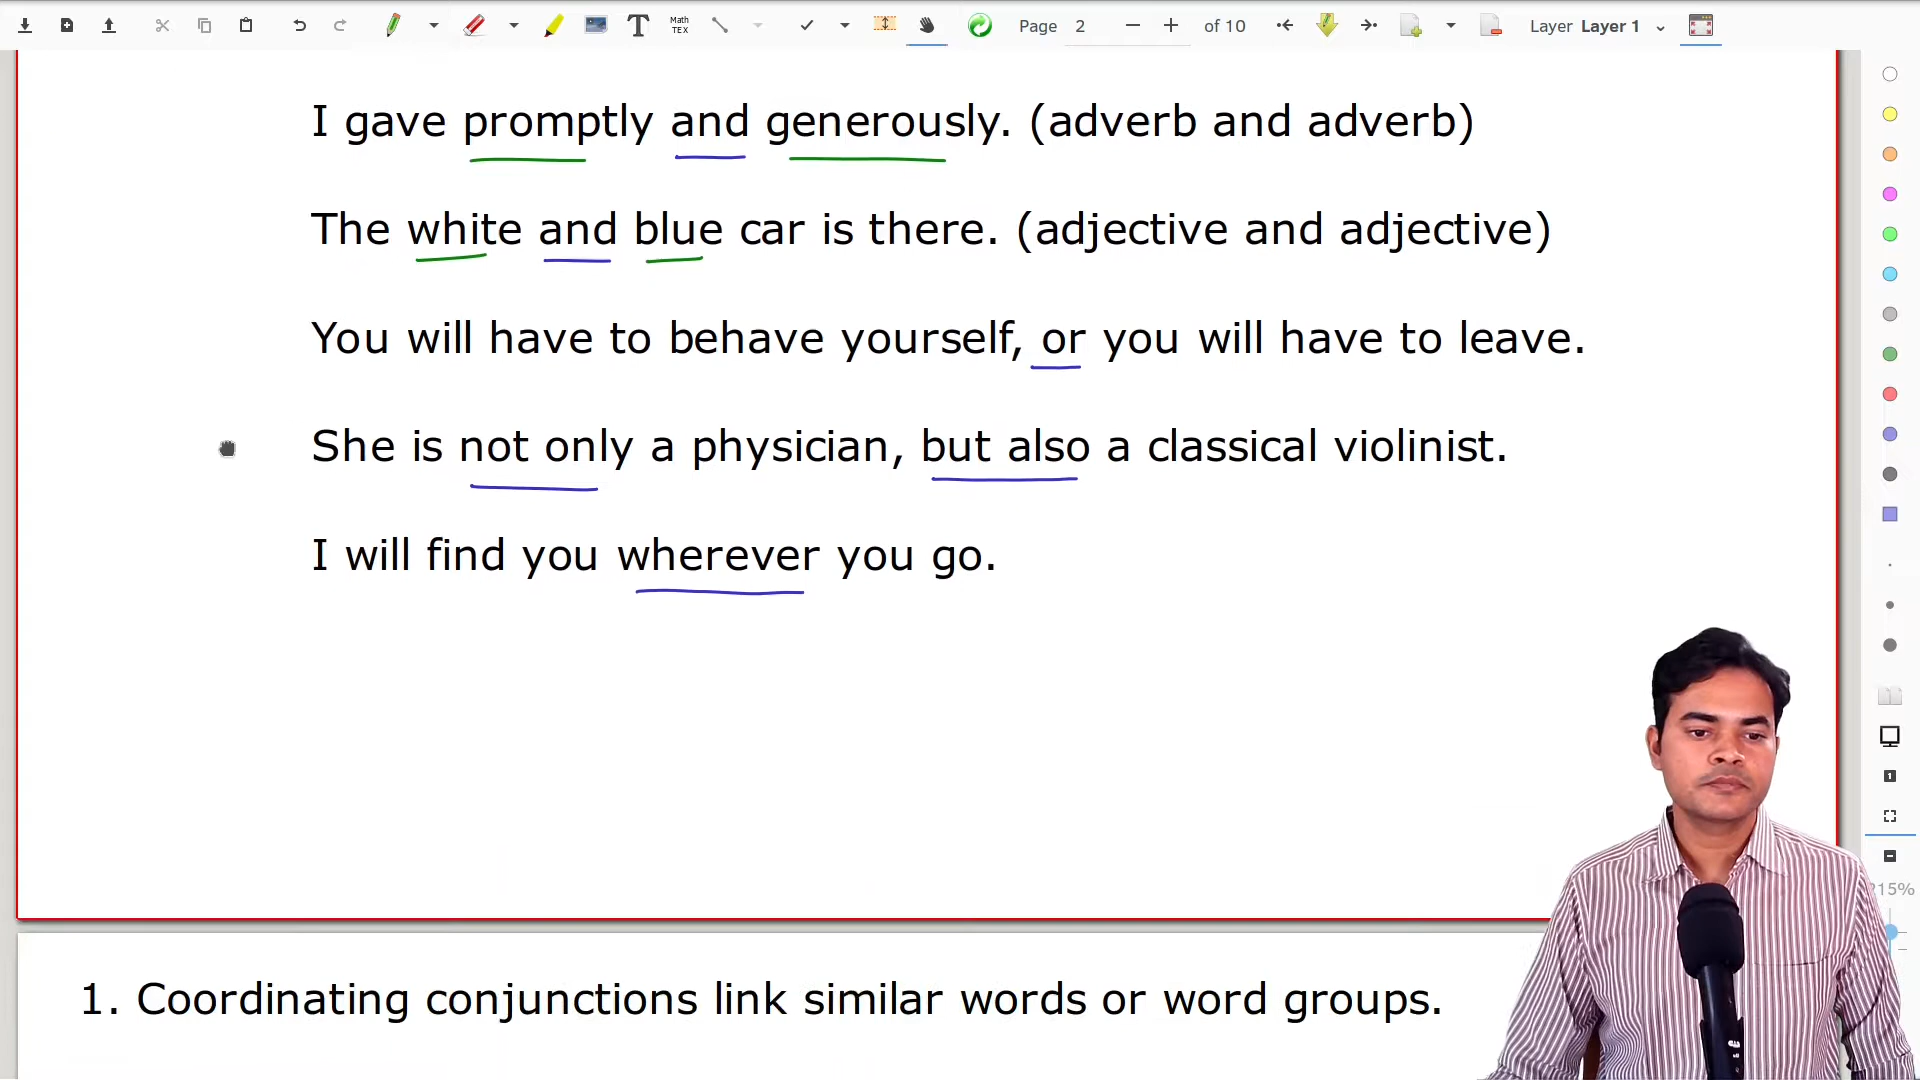 Math
TEX
Page 2 of 10 Layer Layer 1
I gave promptly and generously. (adverb and adverb)
The white and blue car is there. (adjective and adjective)
You will have to behave yourself, or you will have to leave.
She is not only a physician, but also a classical violinist.
I will find you wherever you go.
215%
1. Coordinating conjunctions link similar words or word groups.